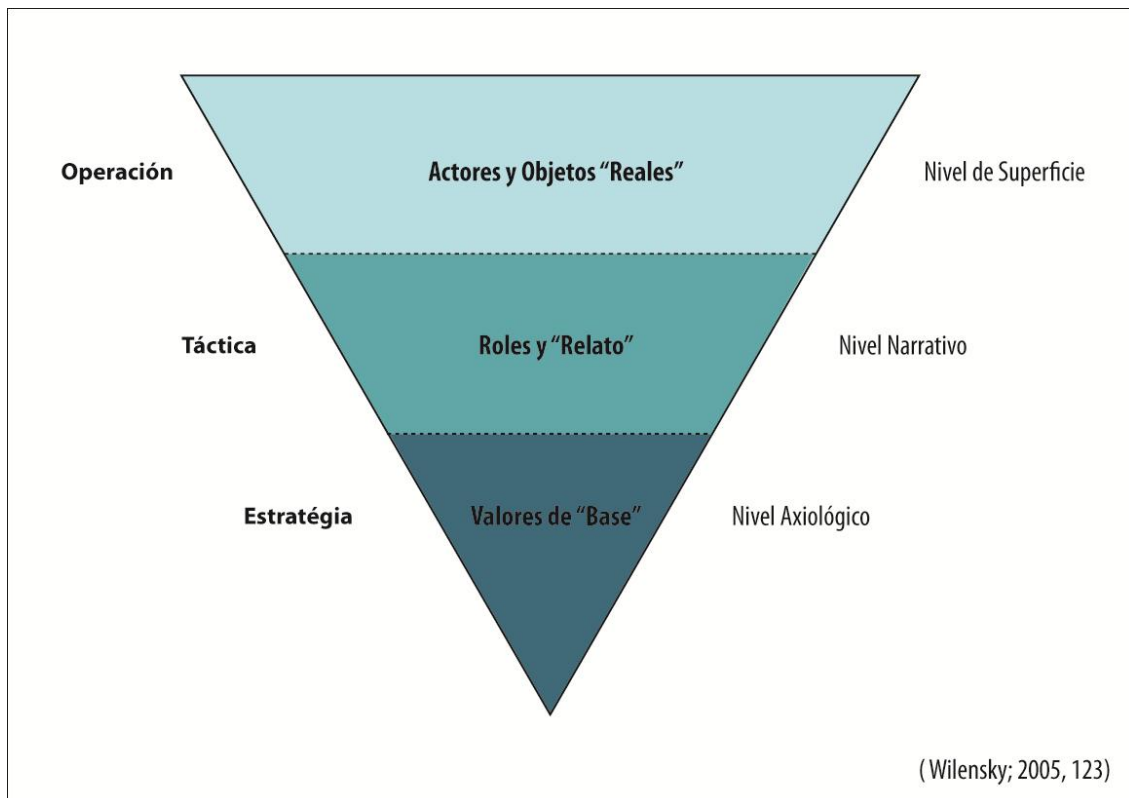 Operación
Actores y Objetos “Reales”
Nivel de Superficie
Táctica
Roles y “Relato”
Nivel Narrativo
Estratégia
Valores de “Base”
Nivel Axiológico
( Wilensky; 2005, 123)